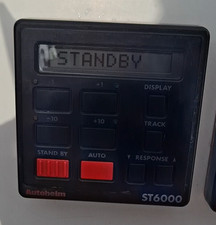 STANDBY
-1 +1 DISPLAY
-10 +10 TRACK
STAND BY AUTO RESPONSE
Autohelm ST6000